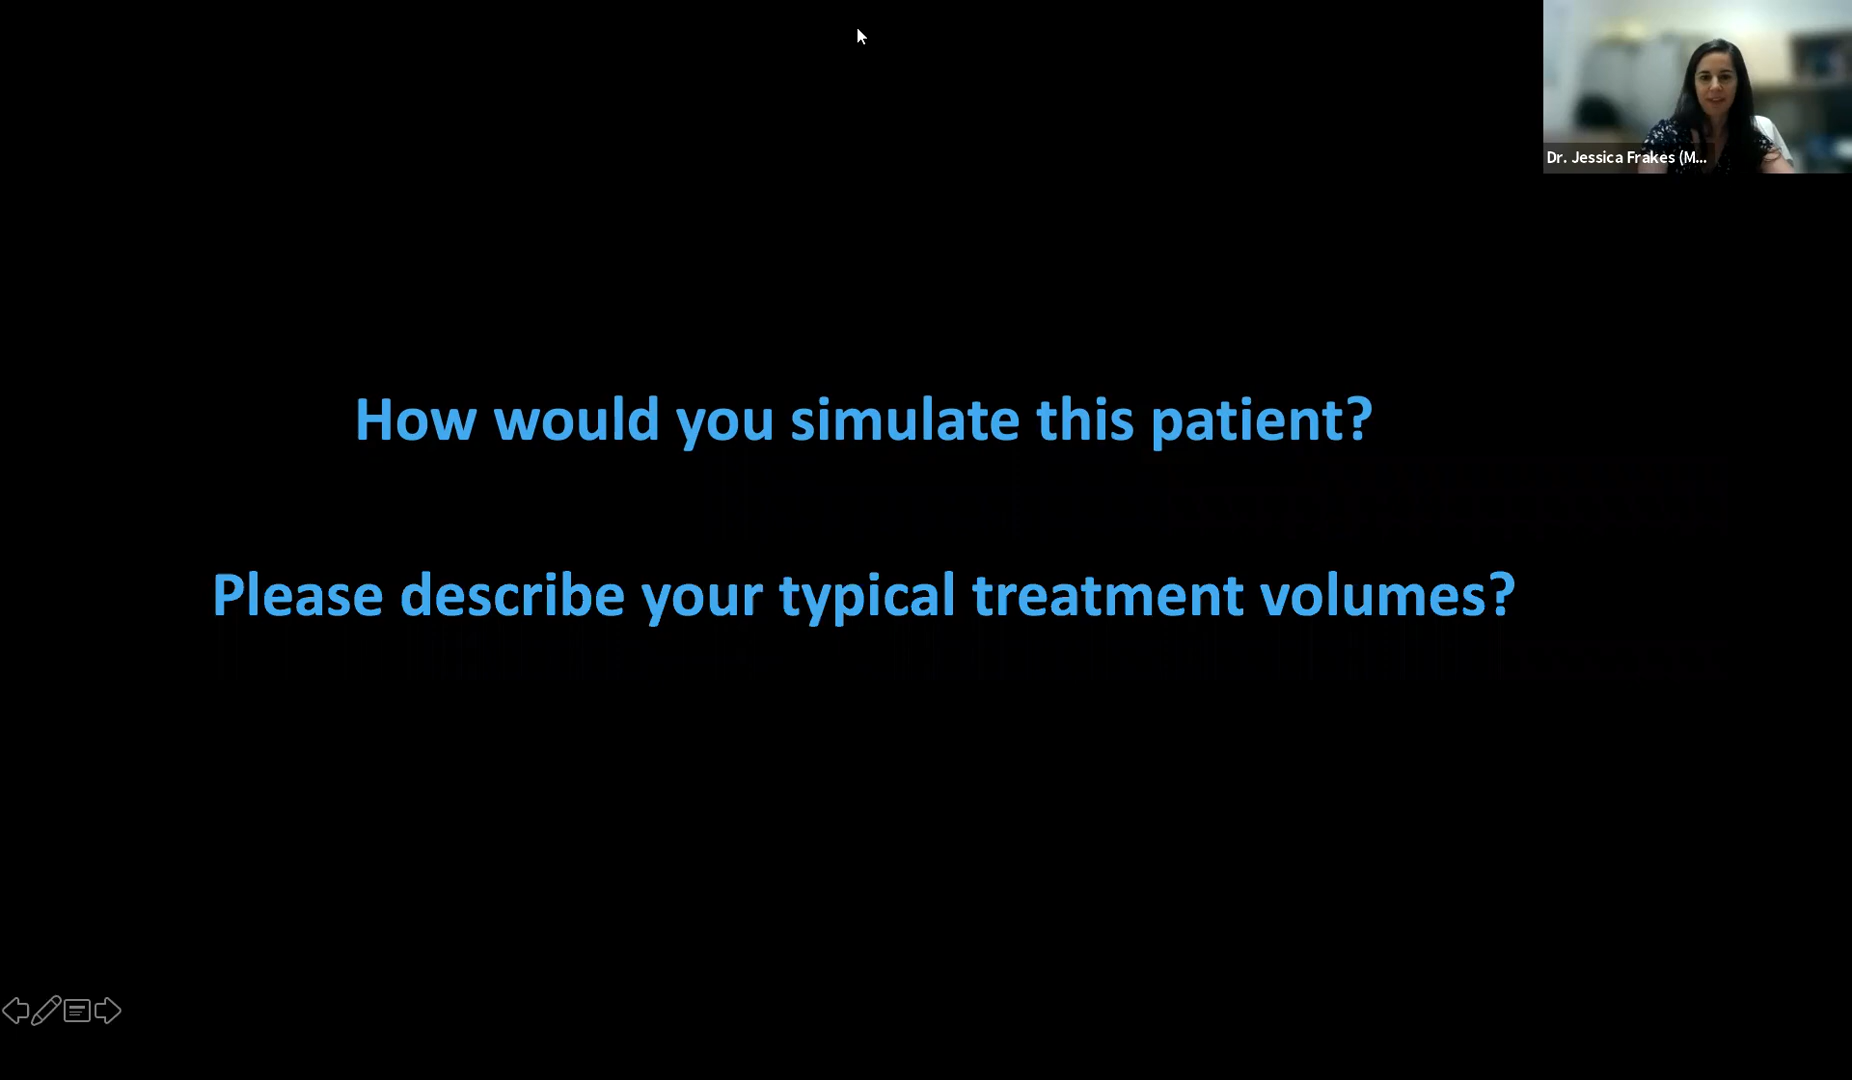 Dr. Jessica Frakes (M...
How would you simulate this patient?
Please describe your typical treatment volumes?